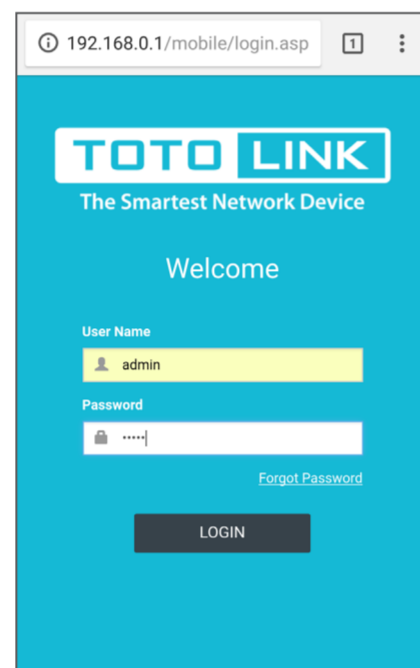 192.168.0.1/mobile/login.asp 1
TOTO LINK
The Smartest Network Device
Welcome
User Name
admin
Password
•••••
Forgot Password
LOGIN